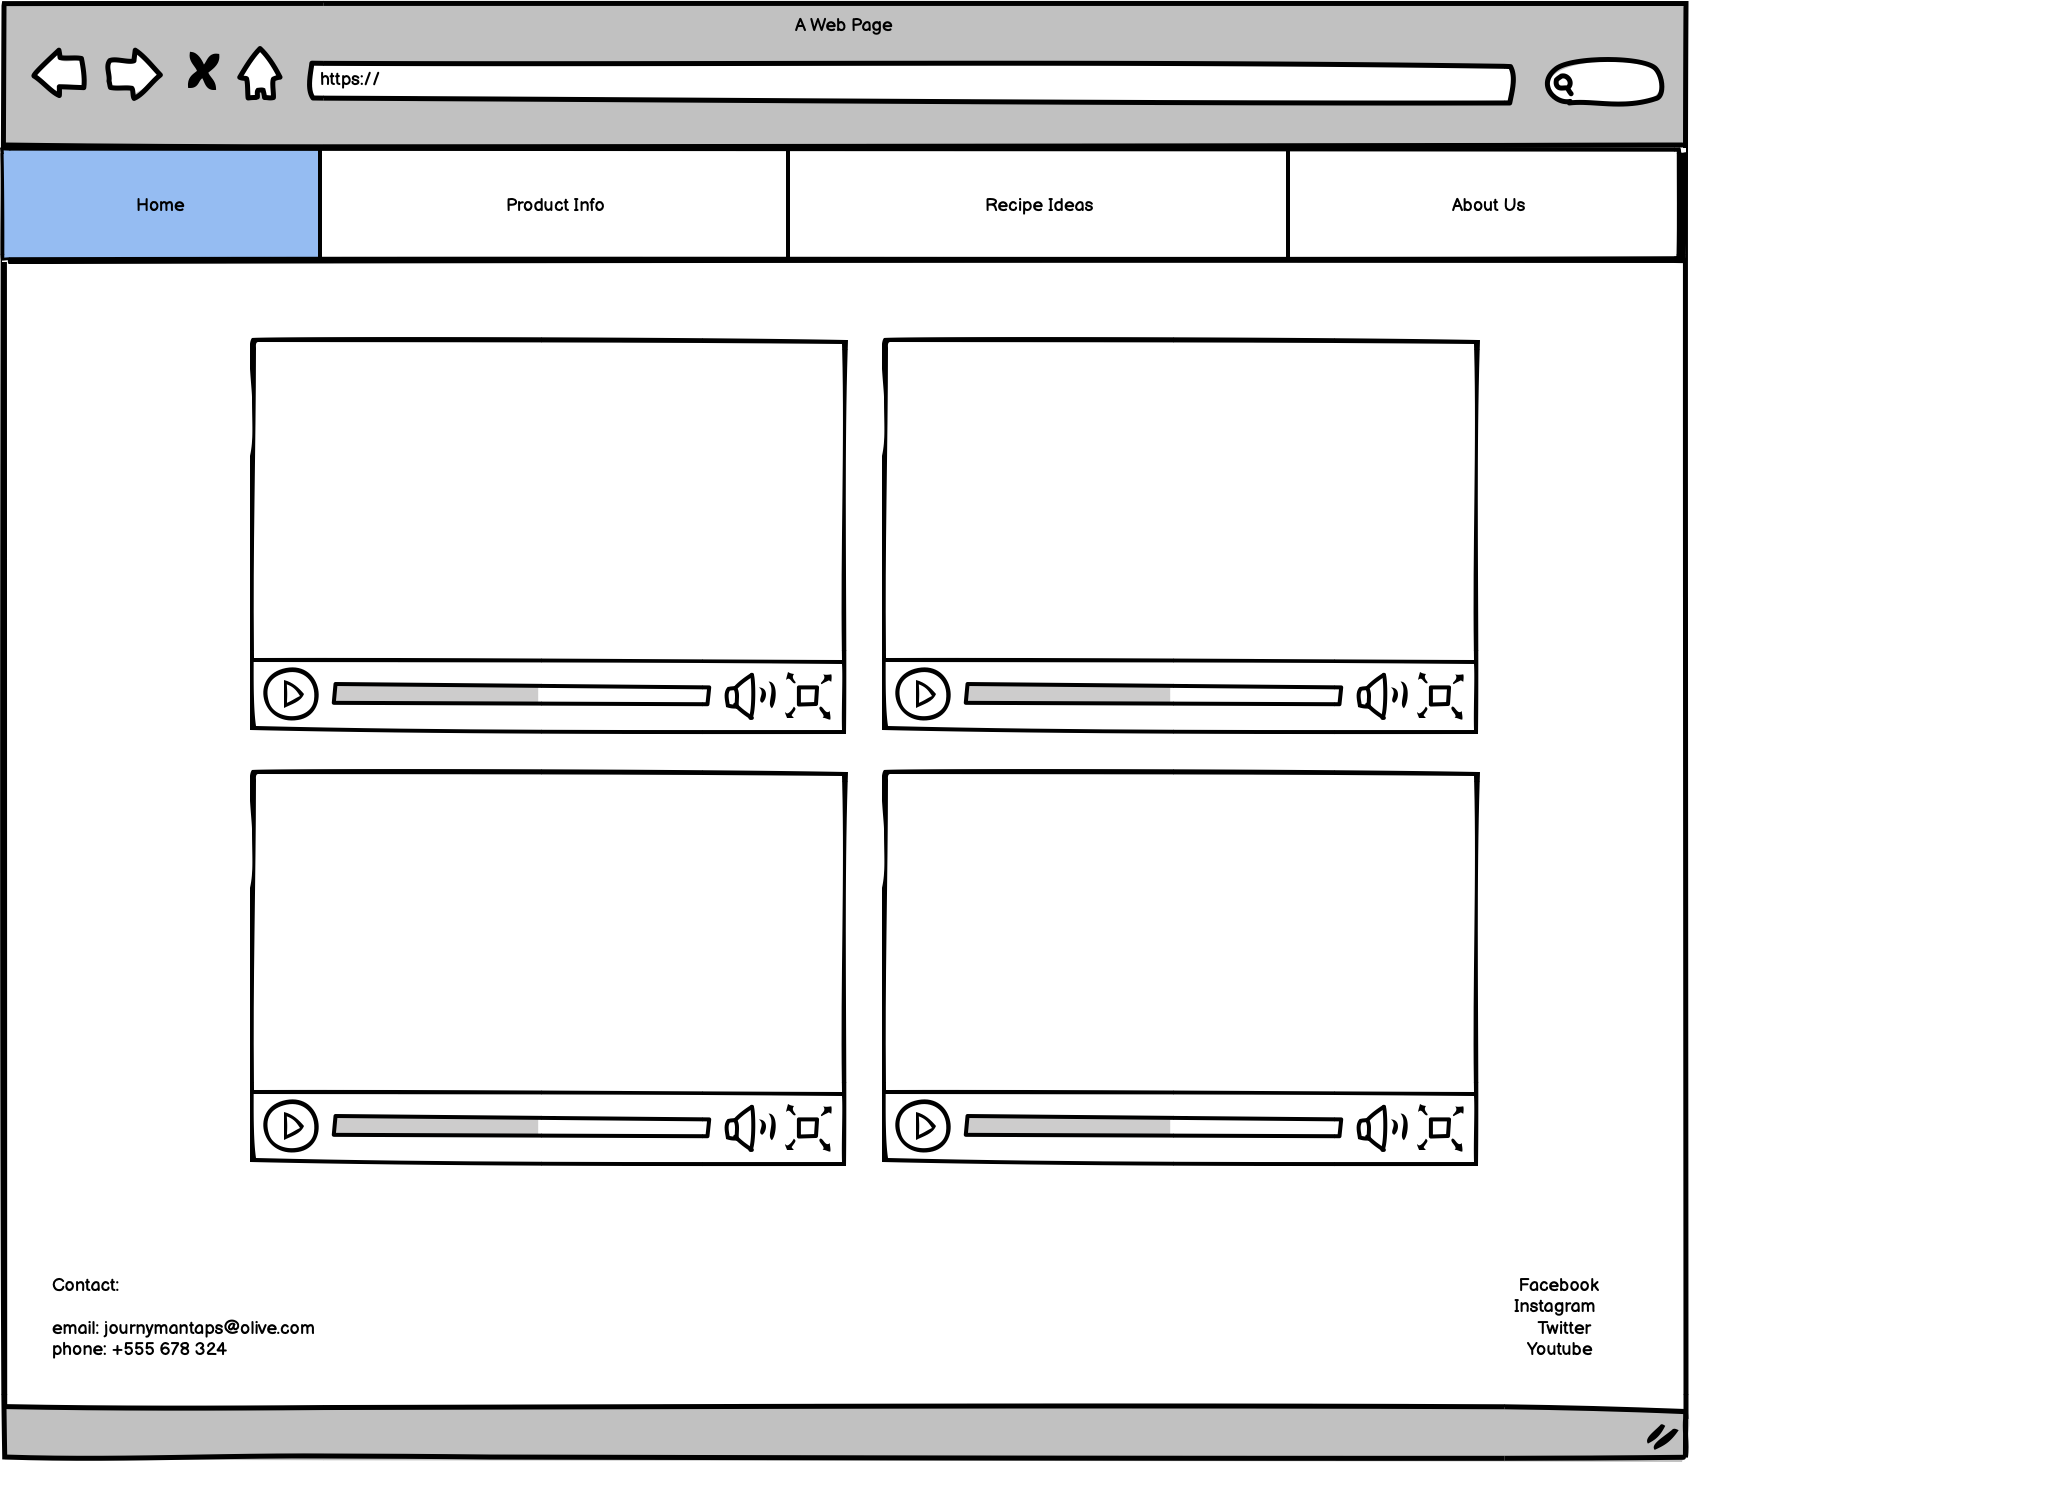 A Web Page
https://
Home
Product Info
Recipe Ideas
About Us
Contact:
email: journymantaps@olive.com
phone: +555 678 324
Facebook
Instagram
Twitter
Youtube